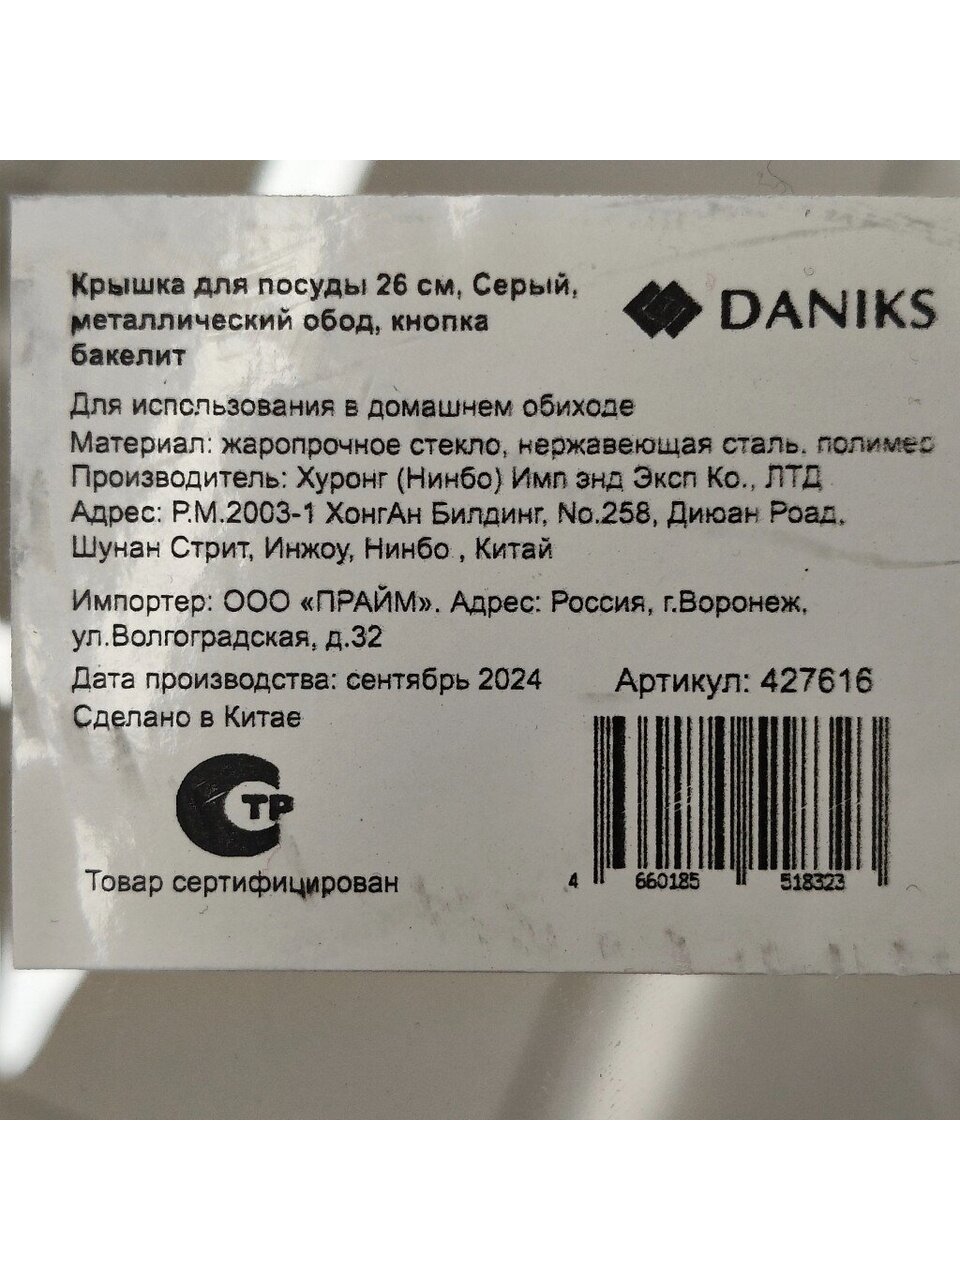 Крышка для посуды 26 см, Серый,
металлический обод, кнопка
бакелит
DANIKS
Для использования в домашнем обиходе
Материал: жаропрочное стекло, нержавеющая сталь. полимер
Производитель: Хуронг (Нинбо) Имп энд Эксп Ко., ЛТД
Адрес: Р.М.2003-1 ХонгАн Билдинг, No.258, Диюан Роад,
Шунан Стрит, Инжоу, Нинбо , Китай
Импортер: ООО «ПРАЙМ». Адрес: Россия, г.Воронеж,
ул.Волгоградская, д.32
Дата производства: сентябрь 2024
Сделано в Китае
Артикул: 427616
ТР
Товар сертифицирован
4 660185 518323